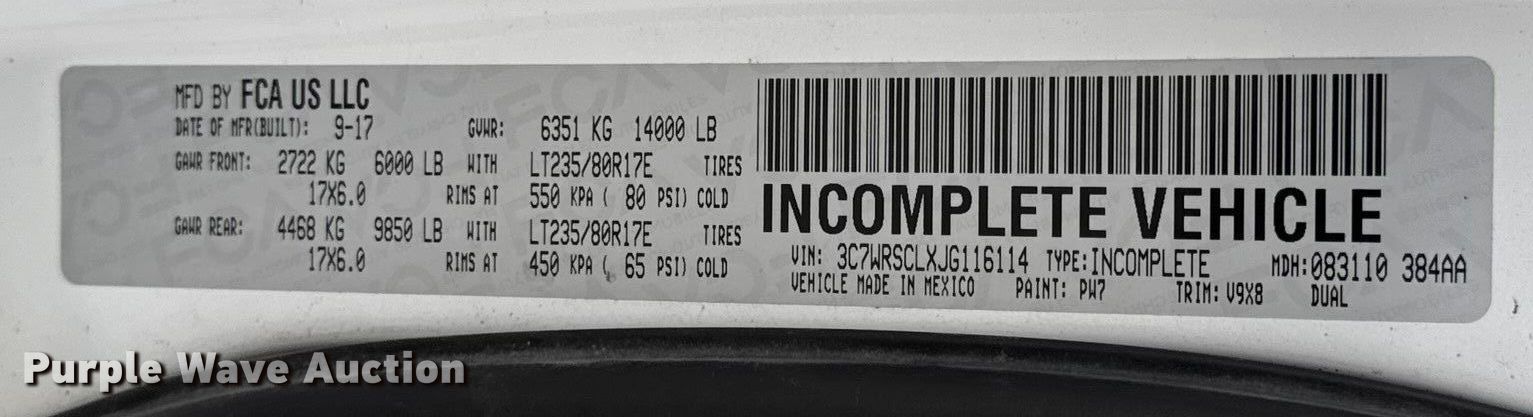 MFD BY FCA US LLC
DATE OF MFR(BUILT): 9-17 GVWR: 6351 KG 14000 LB
GAWR FRONT: 2722 KG 6000 LB WITH LT235/80R17E TIRES
17X6.0 RIMS AT 550 KPA ( 80 PSI) COLD
GAWR REAR: 4468 KG 9850 LB WITH LT235/80R17E TIRES
17X6.0 RIMS AT 450 KPA ( 65 PSI) COLD
INCOMPLETE VEHICLE
VIN: 3C7WRSCLXJG116114 TYPE:INCOMPLETE MDH:083110 384AA
VEHICLE MADE IN MEXICO PAINT: PW7 TRIM: V9X8 DUAL
Purple Wave Auction